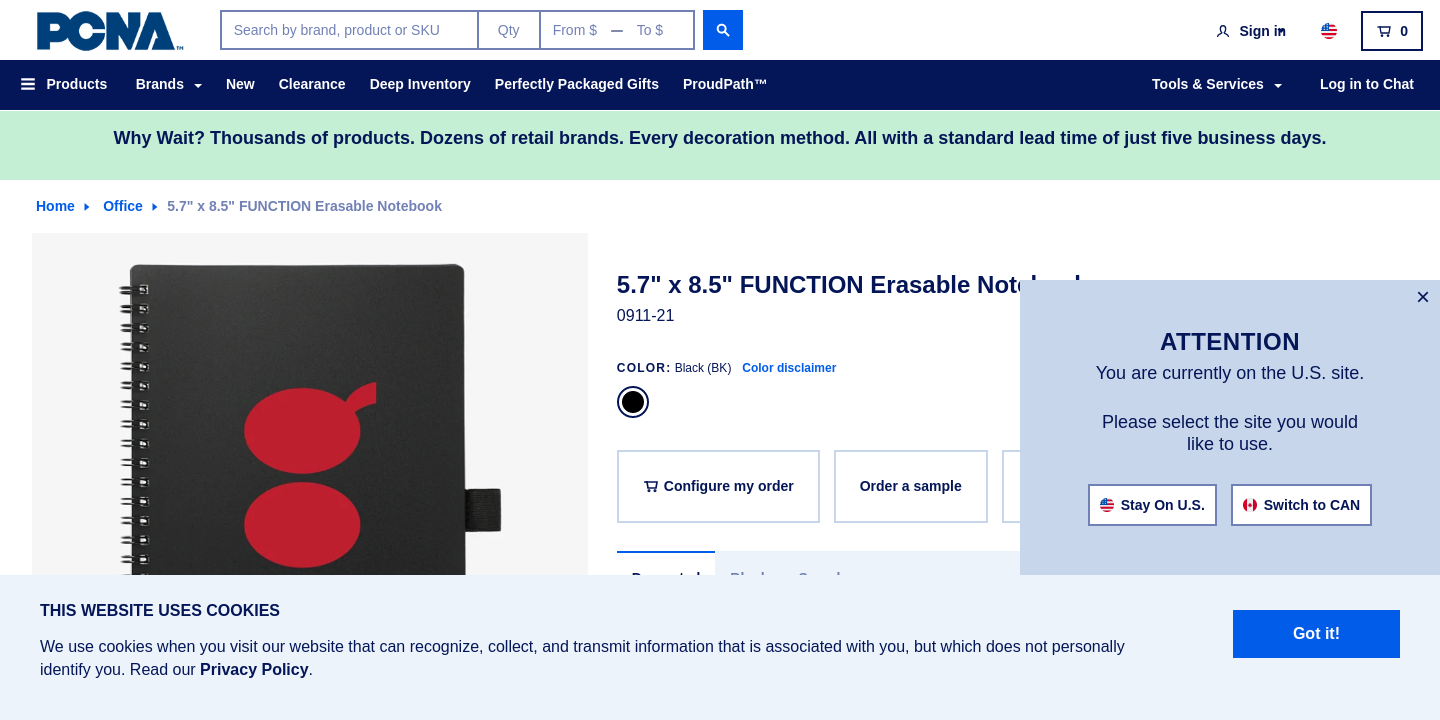 PCNA™
Search by brand, product or SKU
Qty
From $ — To $
Sign in
0
Products
Brands
New
Clearance
Deep Inventory
Perfectly Packaged Gifts
ProudPath™
Tools & Services
Log in to Chat
Why Wait? Thousands of products. Dozens of retail brands. Every decoration method. All with a standard lead time of just five business days.
Home
Office
5.7" x 8.5" FUNCTION Erasable Notebook
5.7" x 8.5" FUNCTION Erasable Notebook
0911-21
COLOR: Black (BK) Color disclaimer
Configure my order
Order a sample
ATTENTION
You are currently on the U.S. site.
Please select the site you would
like to use.
Stay On U.S.
Switch to CAN
THIS WEBSITE USES COOKIES
We use cookies when you visit our website that can recognize, collect, and transmit information that is associated with you, but which does not personally
identify you. Read our Privacy Policy.
Got it!